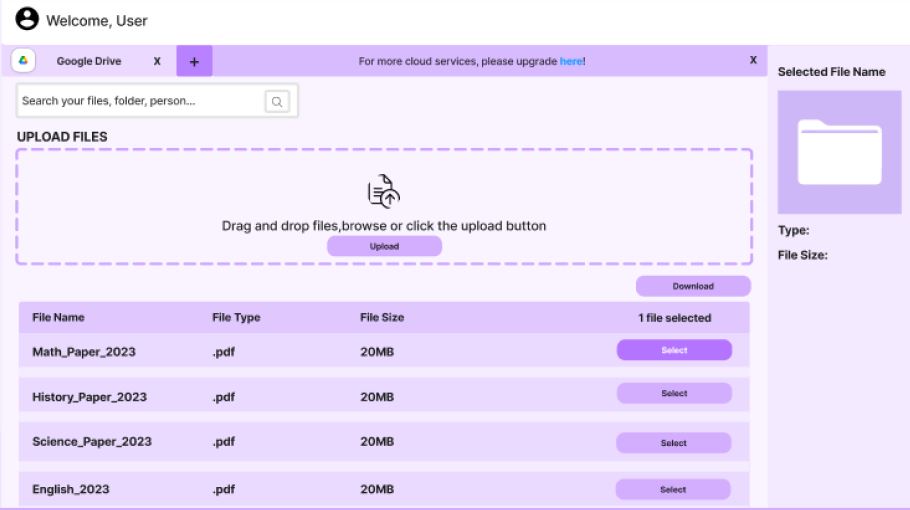 Welcome, User
Google Drive X + For more cloud services, please upgrade here! X
Selected File Name
Search your files, folder, person...
UPLOAD FILES
Drag and drop files,browse or click the upload button
Upload
Type:
File Size:
Download
File Name File Type File Size 1 file selected
Math_Paper_2023 .pdf 20MB Select
History_Paper_2023 .pdf 20MB Select
Science_Paper_2023 .pdf 20MB Select
English_2023 .pdf 20MB Select